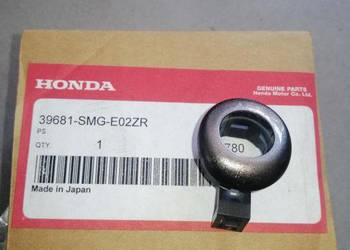 HONDA
GENUINE PARTS
Honda Motor Co., Ltd.
39681-SMG-E02ZR
PS
QTY. 1
780
Made in Japan